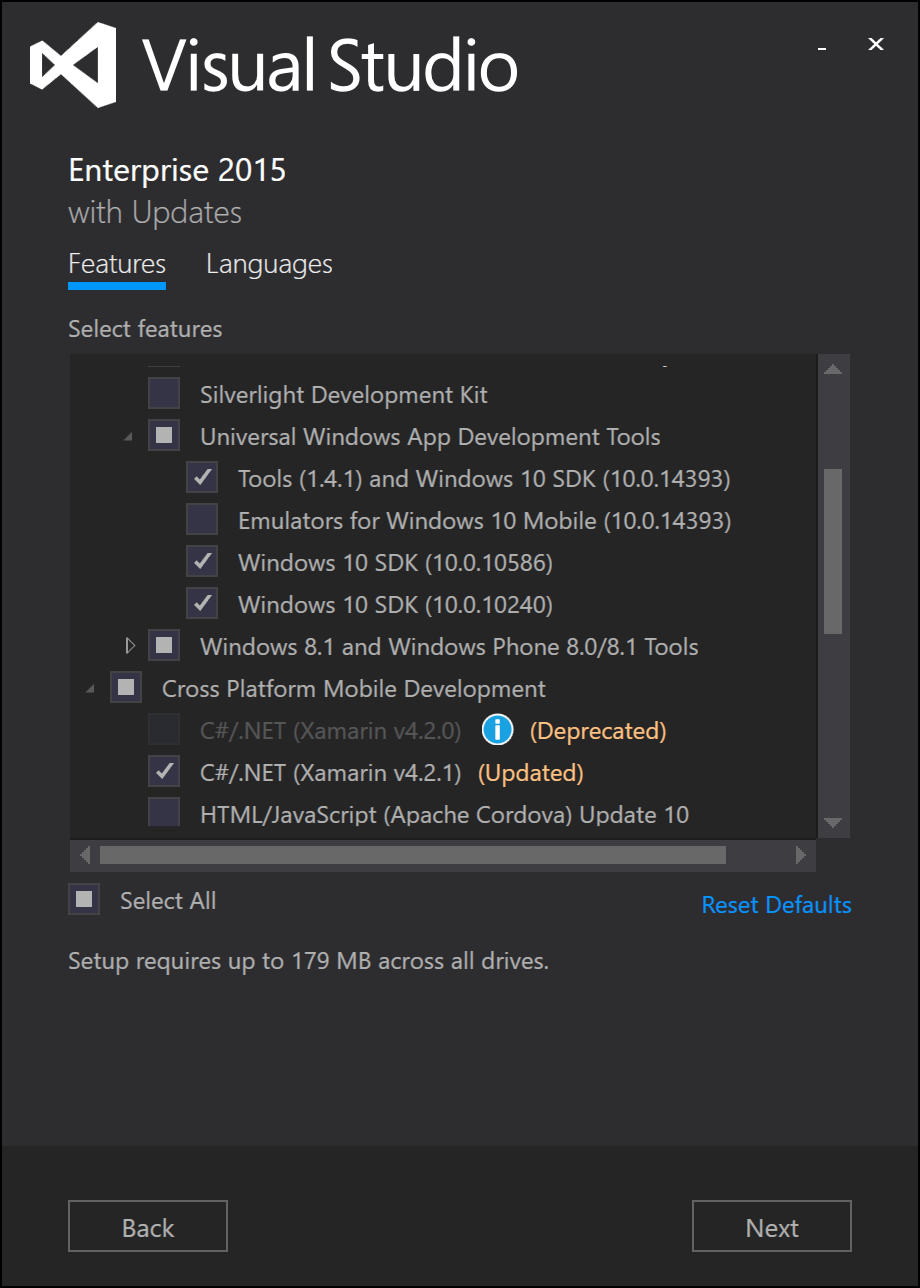 Visual Studio
Enterprise 2015
with Updates
Features Languages
Select features
Silverlight Development Kit
Universal Windows App Development Tools
Tools (1.4.1) and Windows 10 SDK (10.0.14393)
Emulators for Windows 10 Mobile (10.0.14393)
Windows 10 SDK (10.0.10586)
Windows 10 SDK (10.0.10240)
Windows 8.1 and Windows Phone 8.0/8.1 Tools
Cross Platform Mobile Development
C#/.NET (Xamarin v4.2.0) (Deprecated)
C#/.NET (Xamarin v4.2.1) (Updated)
HTML/JavaScript (Apache Cordova) Update 10
Select All Reset Defaults
Setup requires up to 179 MB across all drives.
Back Next